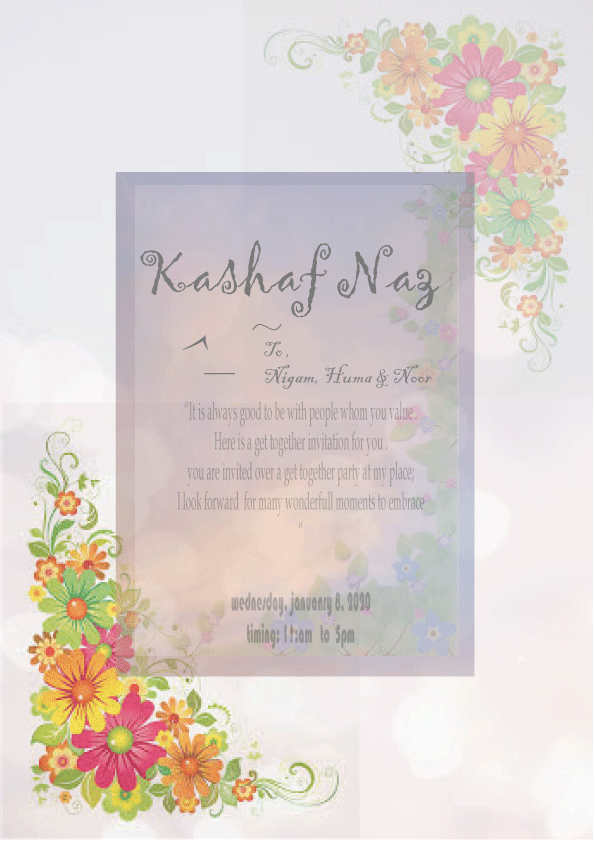 Kashaf Naz
To ,
Nigam, Huma & Noor
"It is always good to be with people whom you value .
Here is a get together invitation for you .
you are invited over a get together party at my place;
I look forward for many wonderfull moments to embrace
"
wednesday, januanry 8, 2020
timing: 11:am to 5pm